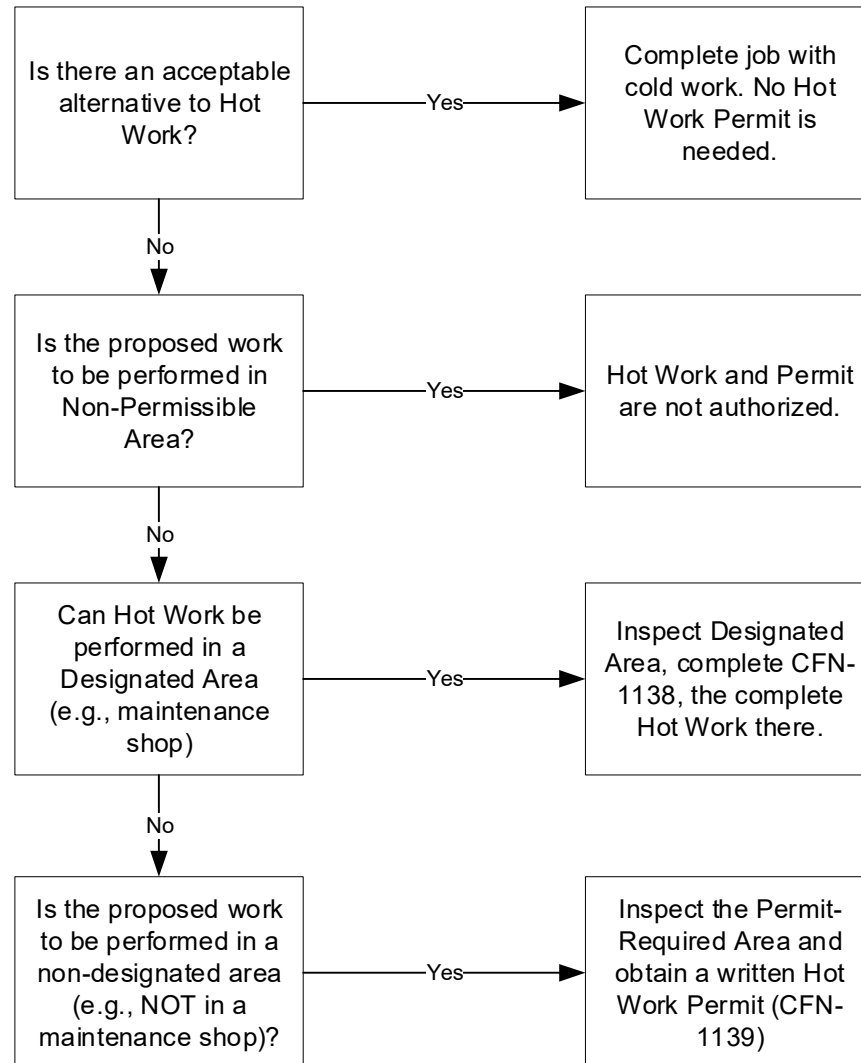 Is there an acceptable
alternative to Hot
Work?
Yes
Complete job with
cold work. No Hot
Work Permit is
needed.
No
Is the proposed work
to be performed in
Non-Permissible
Area?
Yes
Hot Work and Permit
are not authorized.
No
Can Hot Work be
performed in a
Designated Area
(e.g., maintenance
shop)
Yes
Inspect Designated
Area, complete CFN-
1138, the complete
Hot Work there.
No
Is the proposed work
to be performed in a
non-designated area
(e.g., NOT in a
maintenance shop)?
Yes
Inspect the Permit-
Required Area and
obtain a written Hot
Work Permit (CFN-
1139)